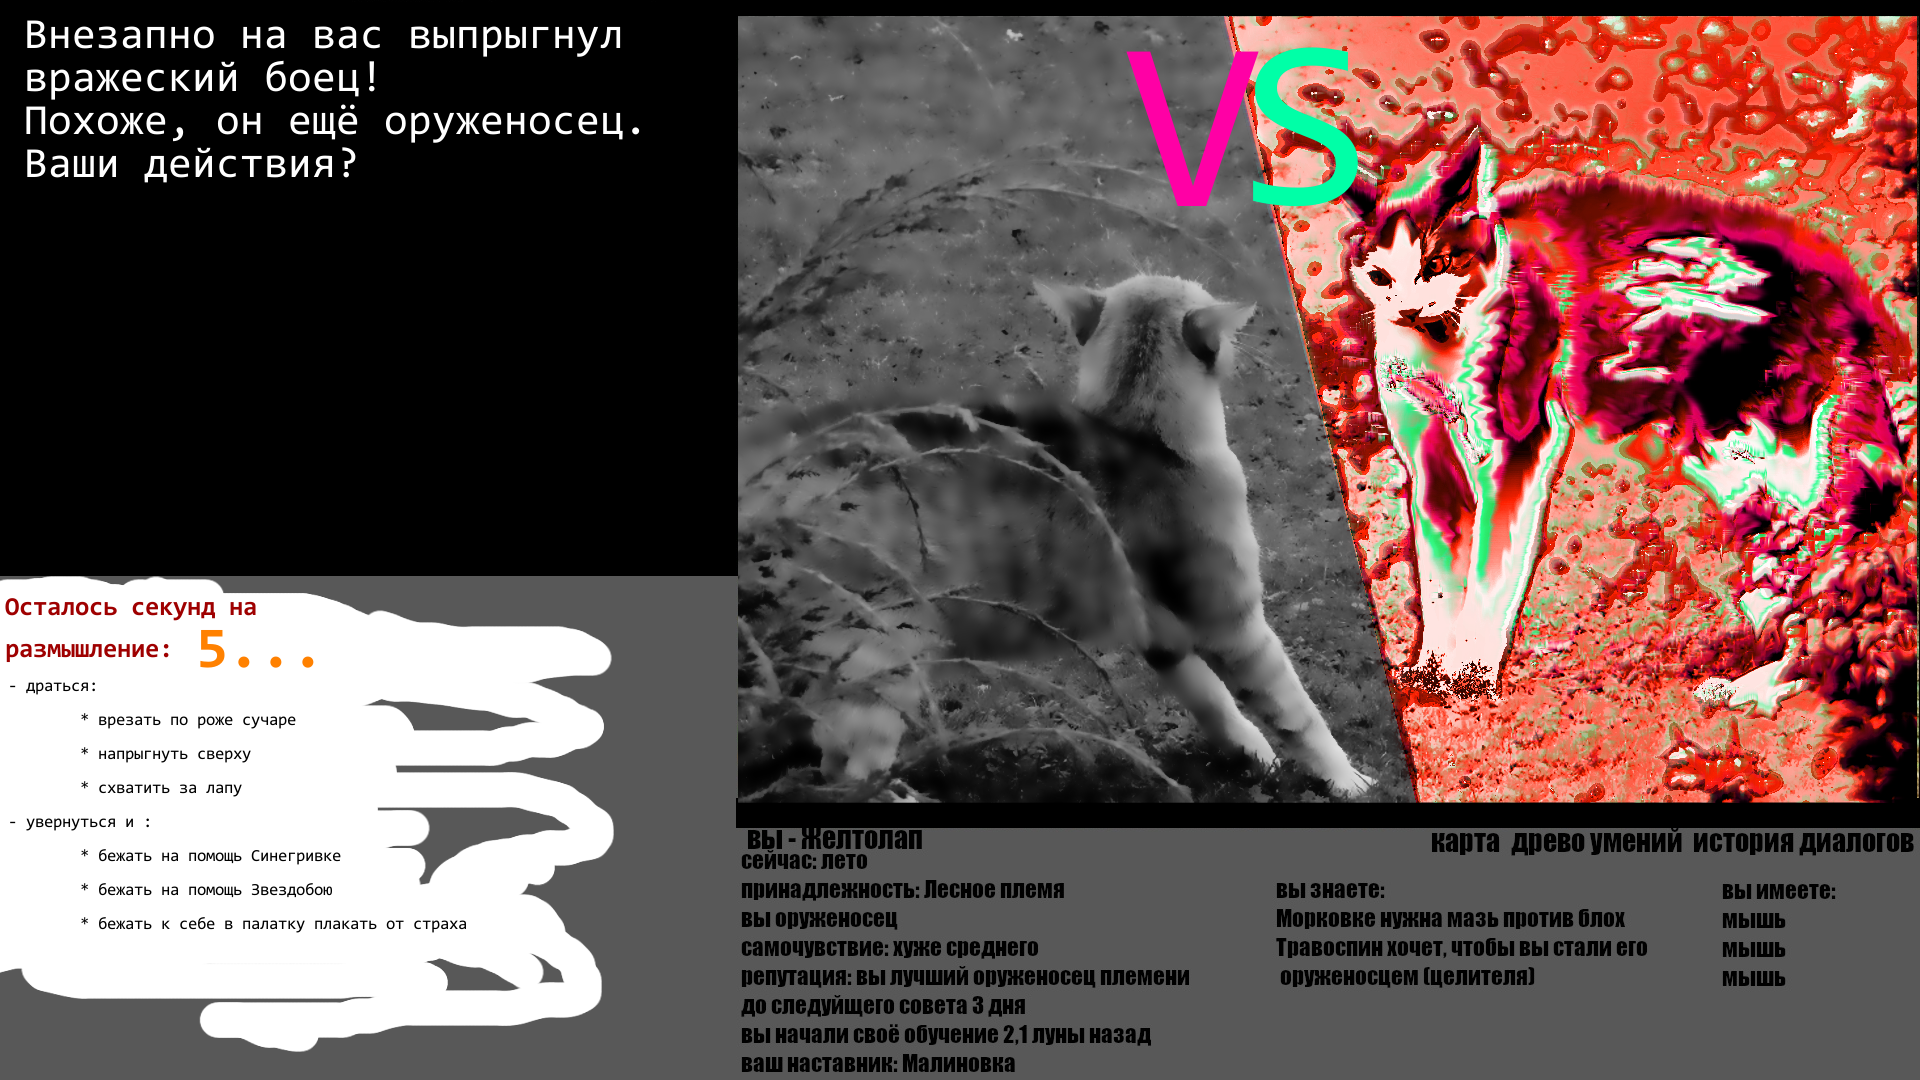 Внезапно на вас выпрыгнул
вражеский боец!
Похоже, он ещё оруженосец.
Ваши действия?
VS
Осталось секунд на
размышление: 5...
- драться:
* врезать по роже сучаре
* напрыгнуть сверху
* схватить за лапу
- увернуться и :
* бежать на помощь Синегривке
* бежать на помощь Звездобою
* бежать к себе в палатку плакать от страха
вы - Желтолап
сейчас: лето
принадлежность: Лесное племя
вы оруженосец
самочувствие: хуже среднего
репутация: вы лучший оруженосец племени
до следуйщего совета 3 дня
вы начали своё обучение 2,1 луны назад
ваш наставник: Малиновка
карта древо умений история диалогов
вы знаете:
Морковке нужна мазь против блох
Травоспин хочет, чтобы вы стали его
оруженосцем (целителя)
вы имеете:
мышь
мышь
мышь